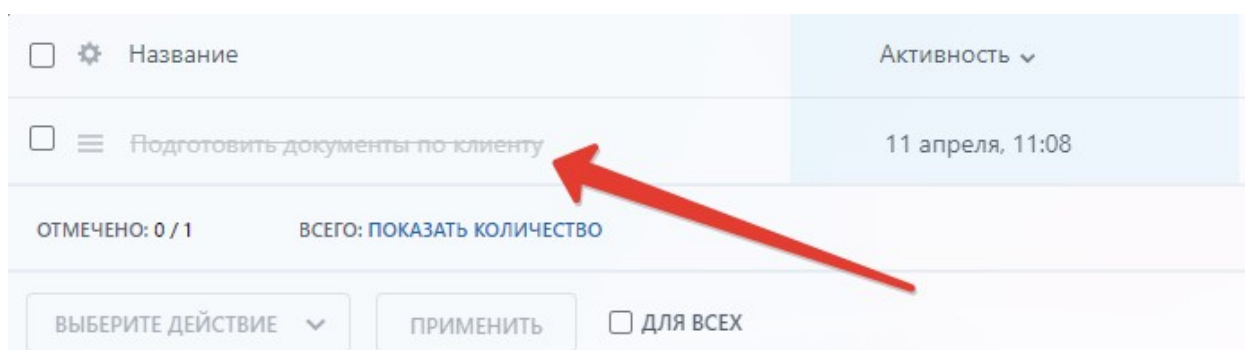 Название Активность
Подготовить документы по клиенту 11 апреля, 11:08
ОТМЕЧЕНО: 0 / 1 ВСЕГО: ПОКАЗАТЬ КОЛИЧЕСТВО
ВЫБЕРИТЕ ДЕЙСТВИЕ ПРИМЕНИТЬ ДЛЯ ВСЕХ